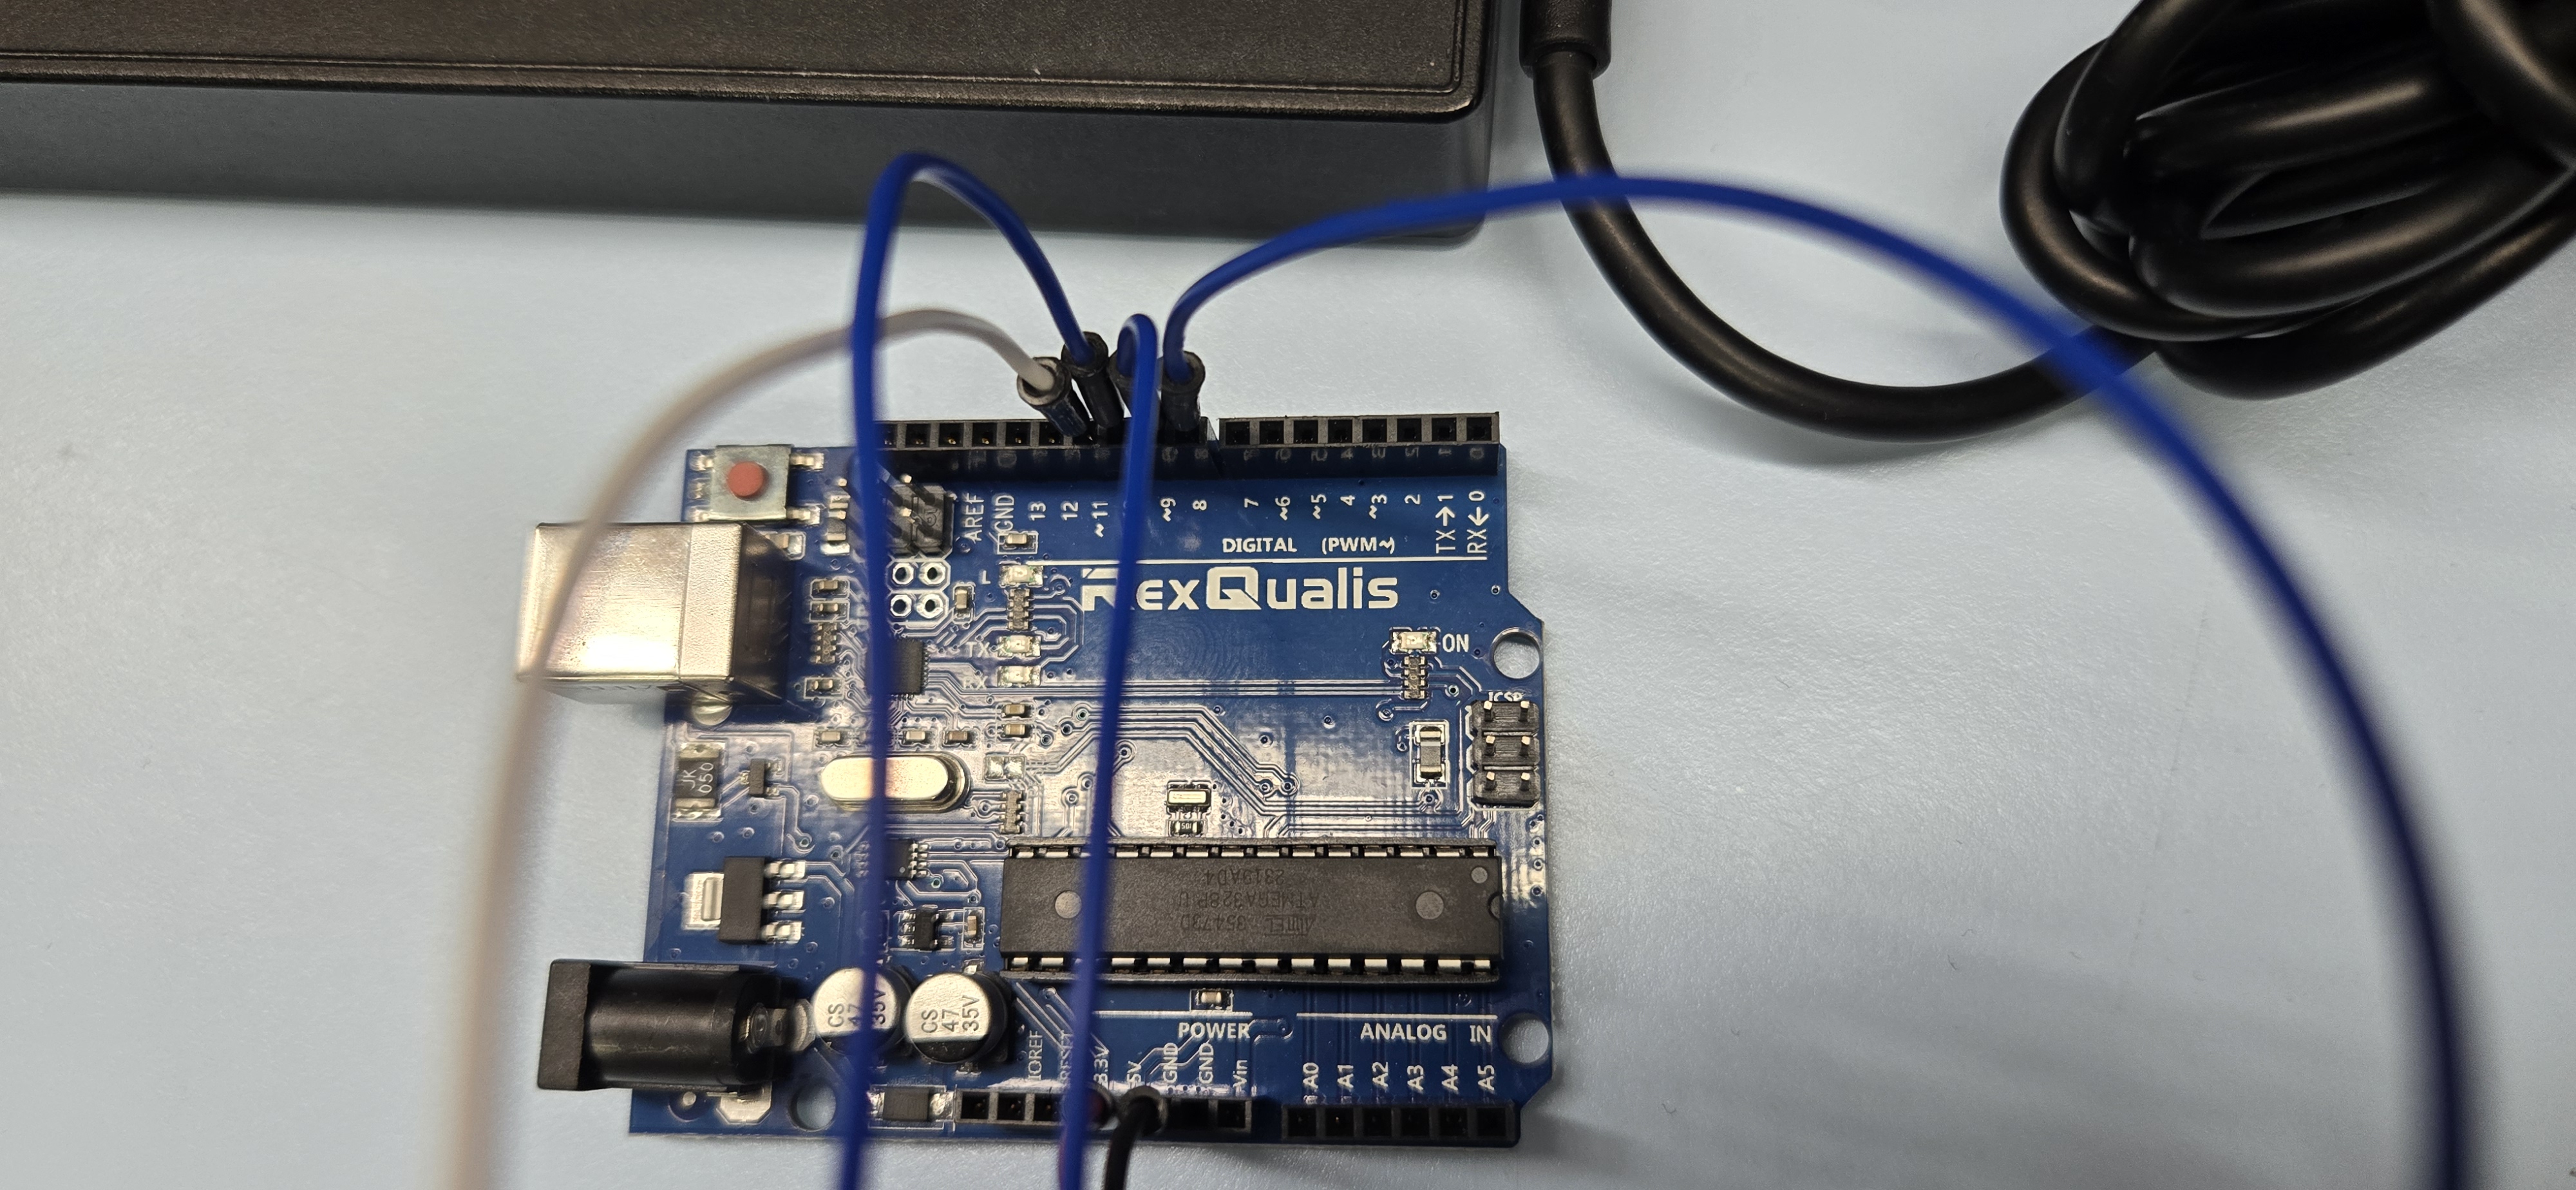 JK
050
CS
47
35V
CS
47
35V
AREF
GND
13
12
~11
~9
8
7
~6
~5
4
~3
2
TX→1
RX←0
DIGITAL (PWM~)
RexQualis
IOREF
RESET
3.3V
5V
GND
GND
Vin
POWER
A0
A1
A2
A3
A4
A5
ANALOG IN
L
ON
ICSP